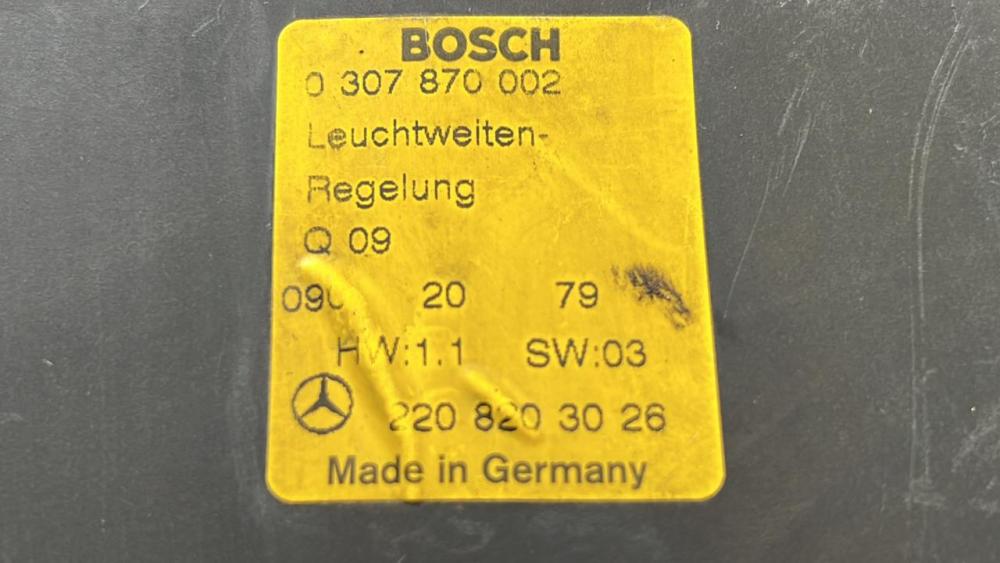 BOSCH
0 307 870 002
Leuchtweiten-
Regelung
Q 09
20 79
HW:1.1 SW:03
220 820 30 26
Made in Germany